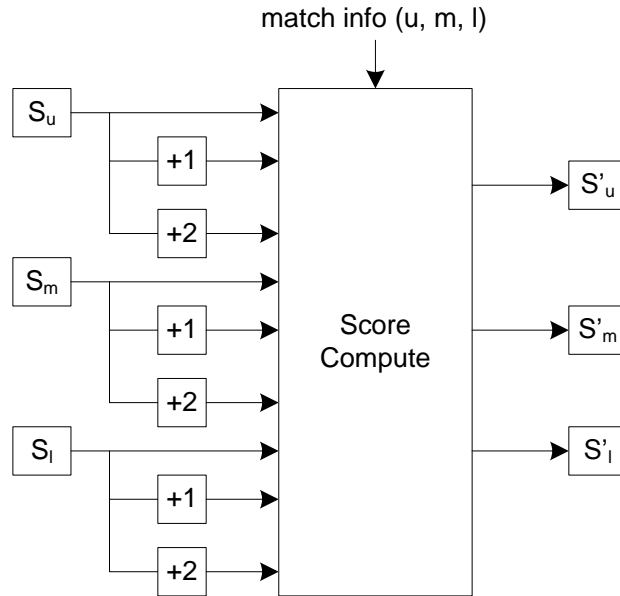 match info (u, m, l)
Su
+1
+2
Sm
+1
+2
Sl
+1
+2
Score
Compute
S'u
S'm
S'l